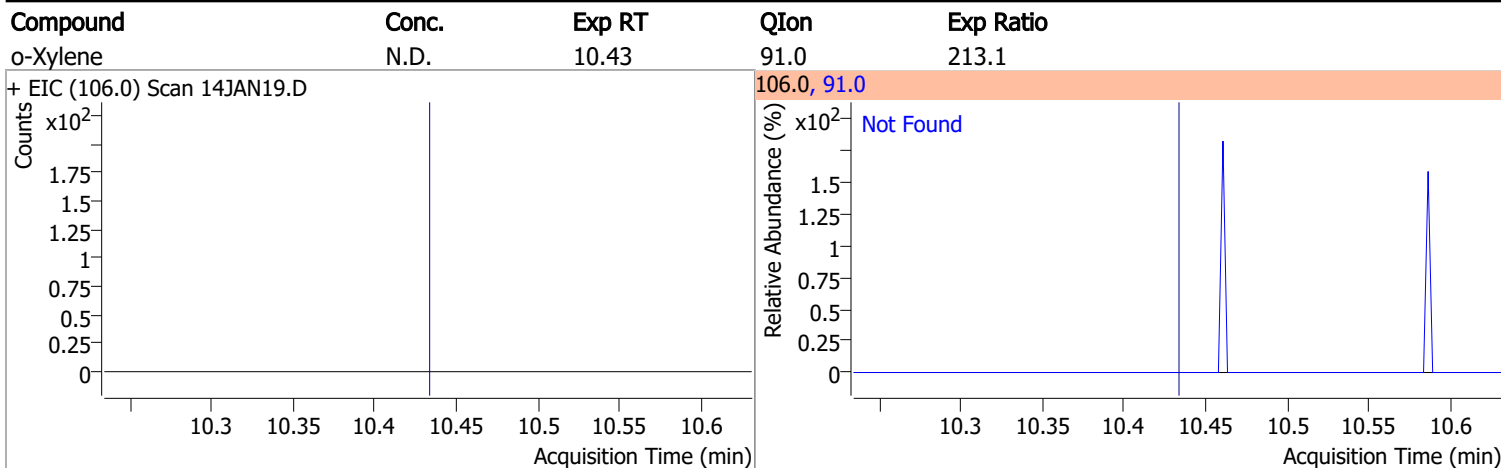 Compound Conc. Exp RT QIon Exp Ratio
o-Xylene N.D. 10.43 91.0 213.1
+ EIC (106.0) Scan 14JAN19.D
Counts
x10²
1.75
1.5
1.25
1
0.75
0.5
0.25
0
10.3 10.35 10.4 10.45 10.5 10.55 10.6
Acquisition Time (min)
106.0, 91.0
Relative Abundance (%)
x10²
Not Found
1.5
1.25
1
0.75
0.5
0.25
0
10.3 10.35 10.4 10.45 10.5 10.55 10.6
Acquisition Time (min)